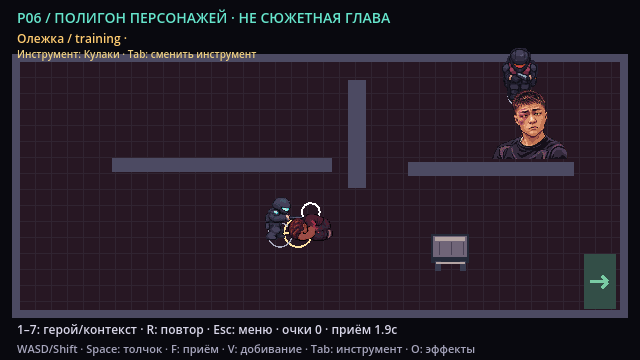 P06 / ПОЛИГОН ПЕРСОНАЖЕЙ · НЕ СЮЖЕТНАЯ ГЛАВА
Олежка / training ·
Инструмент: Кулаки · Tab: сменить инструмент
1–7: герой/контекст · R: повтор · Esc: меню · очки 0 · приём 1.9с
WASD/Shift · Space: толчок · F: приём · V: добивание · Tab: инструмент · O: эффекты